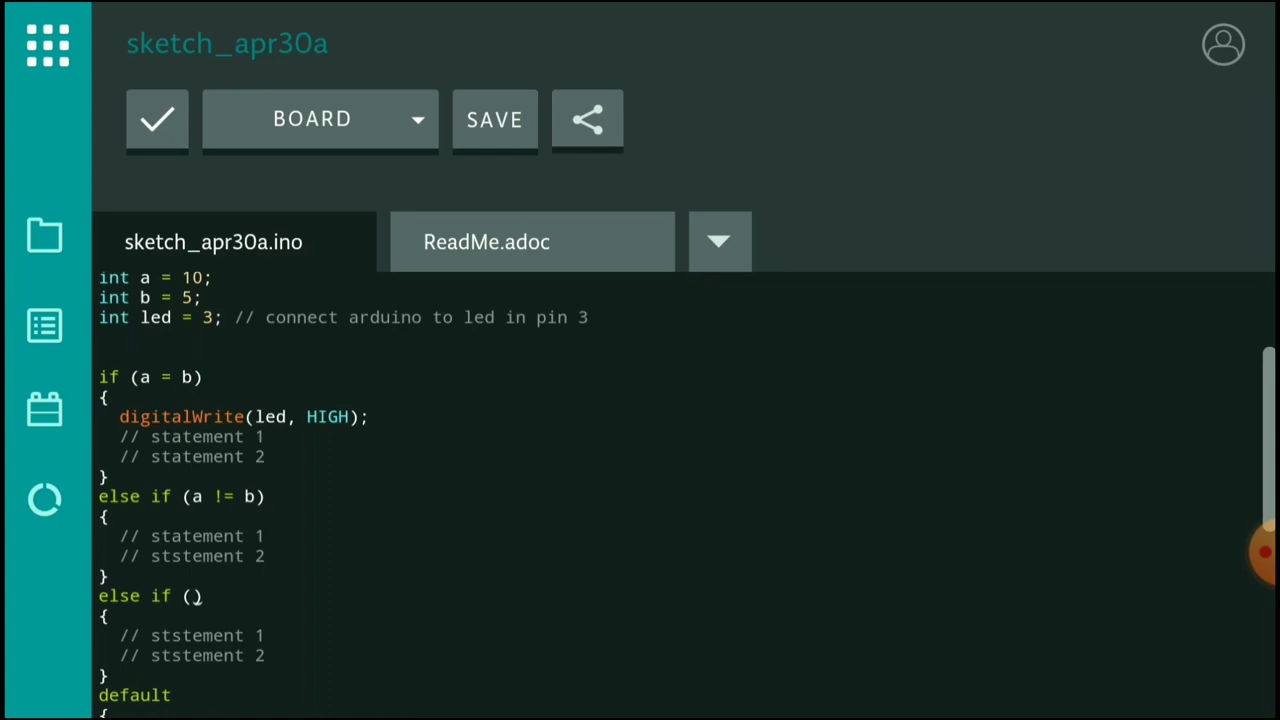 sketch_apr30a
BOARD
SAVE
sketch_apr30a.ino
ReadMe.adoc
int a = 10;
int b = 5;
int led = 3; // connect arduino to led in pin 3
if (a = b)
{
digitalWrite(led, HIGH);
// statement 1
// statement 2
}
else if (a != b)
{
// statement 1
// ststement 2
}
else if ()
{
// ststement 1
// ststement 2
}
default
{